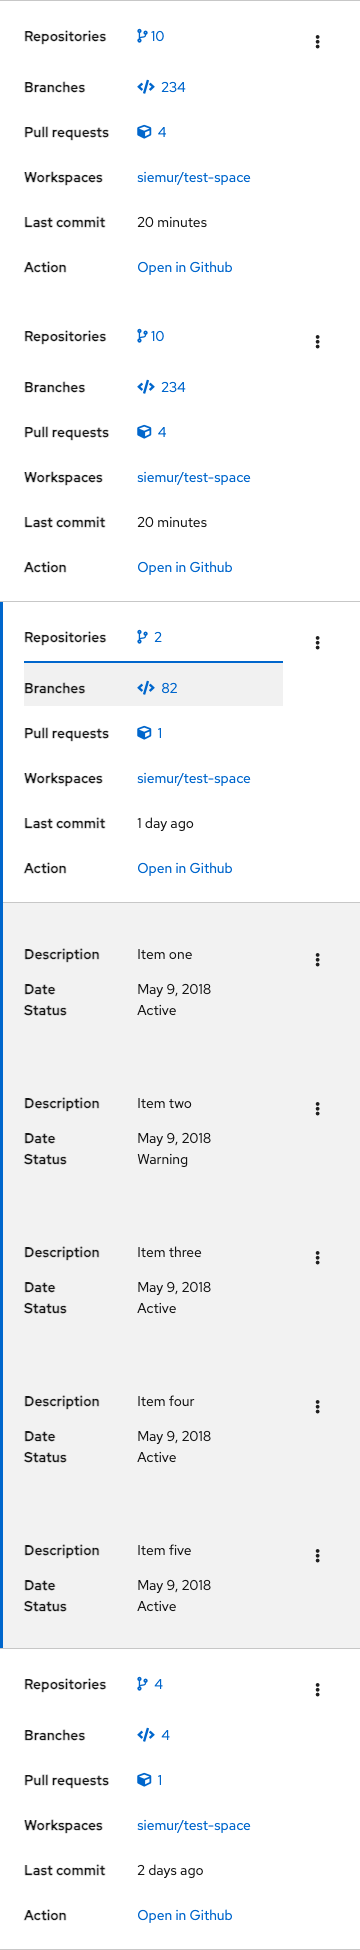 Repositories 10
Branches 234
Pull requests 4
Workspaces siemur/test-space
Last commit 20 minutes
Action Open in Github
Repositories 10
Branches 234
Pull requests 4
Workspaces siemur/test-space
Last commit 20 minutes
Action Open in Github
Repositories 2
Branches 82
Pull requests 1
Workspaces siemur/test-space
Last commit 1 day ago
Action Open in Github
Description Item one
Date May 9, 2018
Status Active
Description Item two
Date May 9, 2018
Status Warning
Description Item three
Date May 9, 2018
Status Active
Description Item four
Date May 9, 2018
Status Active
Description Item five
Date May 9, 2018
Status Active
Repositories 4
Branches 4
Pull requests 1
Workspaces siemur/test-space
Last commit 2 days ago
Action Open in Github